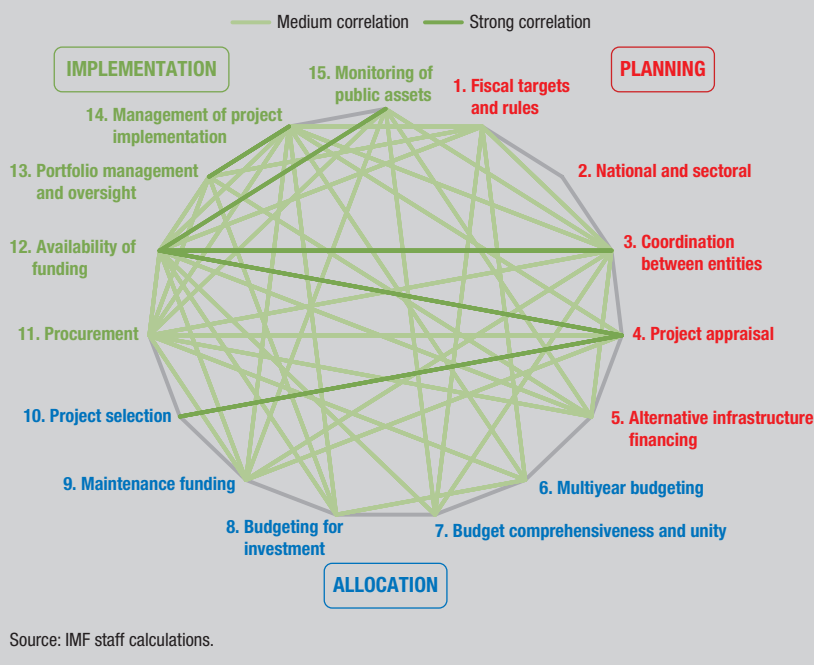 Medium correlation
Strong correlation
IMPLEMENTATION
PLANNING
15. Monitoring of
public assets
1. Fiscal targets
and rules
14. Management of project
implementation
13. Portfolio management
and oversight
2. National and sectoral
12. Availability of
funding
3. Coordination
between entities
11. Procurement
4. Project appraisal
10. Project selection
5. Alternative infrastructure
financing
9. Maintenance funding
6. Multiyear budgeting
8. Budgeting for
investment
7. Budget comprehensiveness and unity
ALLOCATION
Source: IMF staff calculations.